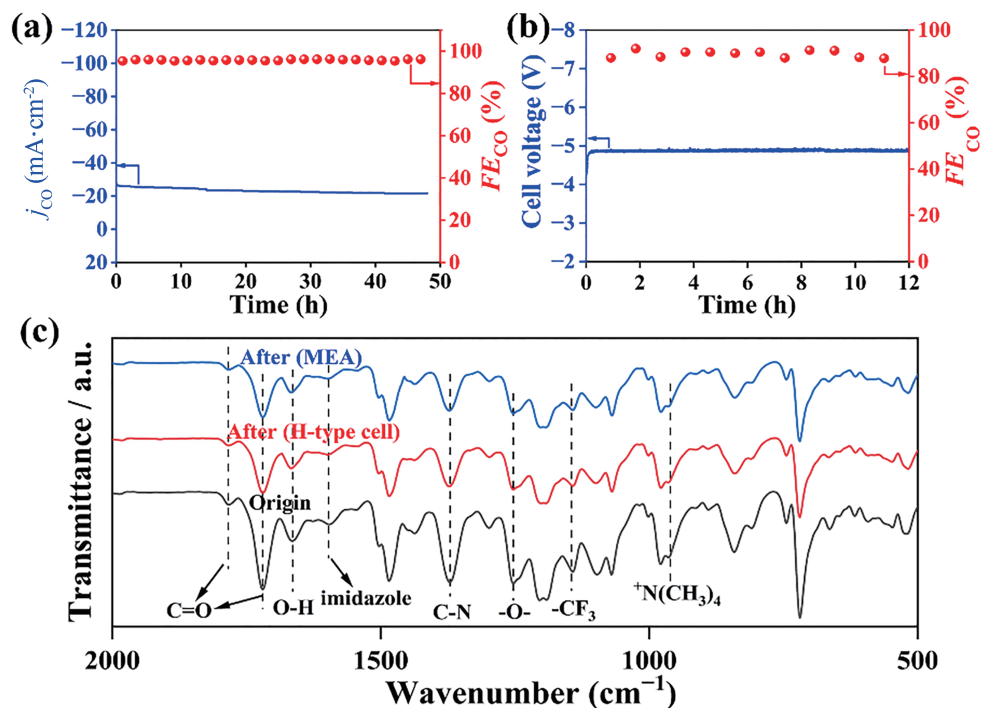 (a)
−120
−100
−80
−60
−40
−20
0
20
j_CO (mA·cm⁻²)
100
80
60
40
20
0
FE_CO (%)
0 10 20 30 40 50
Time (h)
(b)
−8
−7
−6
−5
−4
−3
−2
Cell voltage (V)
100
80
60
40
20
0
FE_CO (%)
0 2 4 6 8 10 12
Time (h)
(c)
Transmittance / a.u.
After (MEA)
After (H-type cell)
Origin
C=O
O-H
imidazole
C-N
-O-
-CF₃
⁺N(CH₃)₄
2000 1500 1000 500
Wavenumber (cm⁻¹)